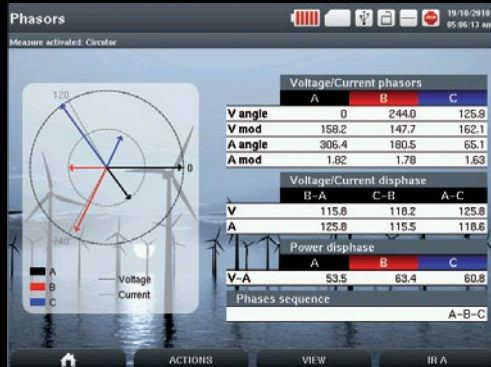 Phasors
19/10/2010
05:06:13 am
Measure activated: Circutor
120
0
240
A
B
C
Voltage
Current
Voltage/Current phasors
A B C
V angle 0 244.0 125.9
V mod 158.2 147.7 162.1
A angle 306.4 180.5 65.1
A mod 1.82 1.78 1.63
Voltage/Current disphase
B-A C-B A-C
V 115.8 118.2 125.8
A 125.8 115.5 118.6
Power disphase
A B C
V-A 53.5 63.4 60.8
Phases sequence
A-B-C
ACTIONS VIEW IR A